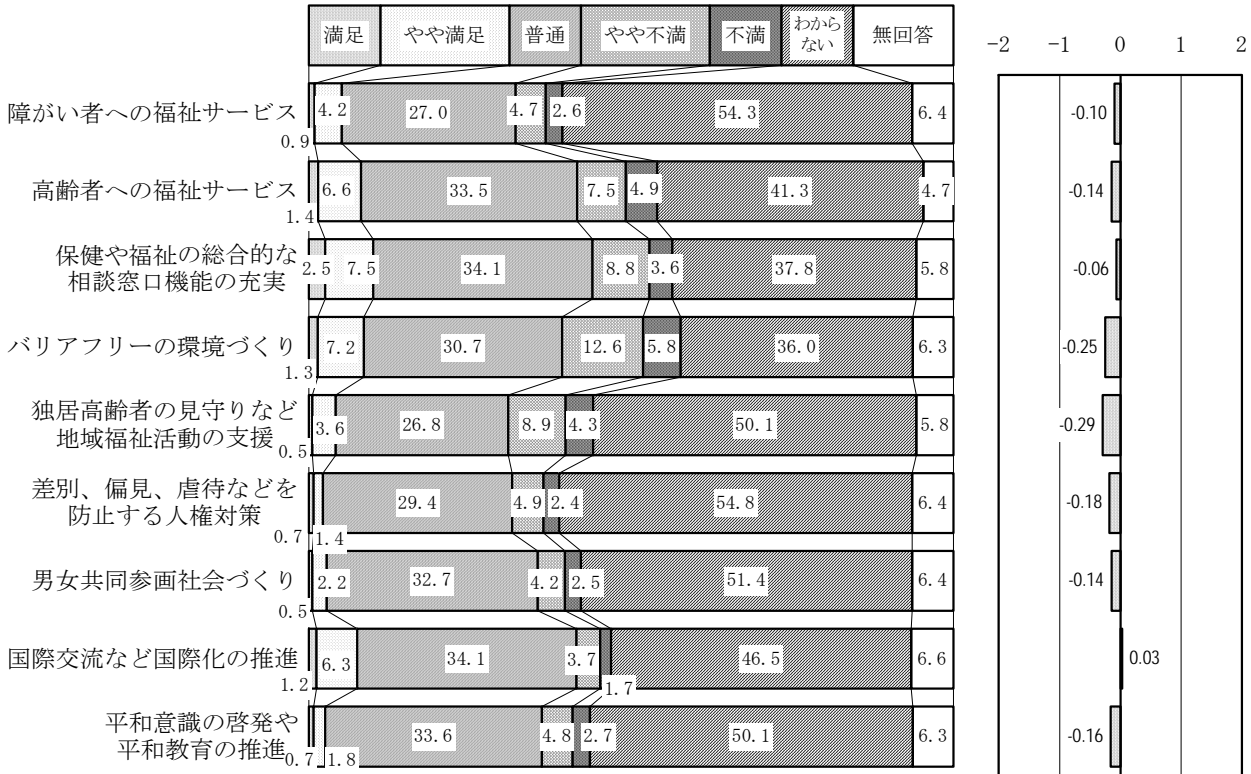 満足 やや満足 普通 やや不満 不満 わから 無回答
ない
-2 -1 0 1 2
障がい者への福祉サービス 0.9 4.2 27.0 4.7 2.6 54.3 6.4 -0.10
高齢者への福祉サービス 1.4 6.6 33.5 7.5 4.9 41.3 4.7 -0.14
保健や福祉の総合的な
相談窓口機能の充実 2.5 7.5 34.1 8.8 3.6 37.8 5.8 -0.06
バリアフリーの環境づくり 1.3 7.2 30.7 12.6 5.8 36.0 6.3 -0.25
独居高齢者の見守りなど
地域福祉活動の支援 0.5 3.6 26.8 8.9 4.3 50.1 5.8 -0.29
差別、偏見、虐待などを
防止する人権対策 0.7 1.4 29.4 4.9 2.4 54.8 6.4 -0.18
男女共同参画社会づくり 0.5 2.2 32.7 4.2 2.5 51.4 6.4 -0.14
国際交流など国際化の推進 1.2 6.3 34.1 3.7 1.7 46.5 6.6 0.03
平和意識の啓発や
平和教育の推進 0.7 1.8 33.6 4.8 2.7 50.1 6.3 -0.16